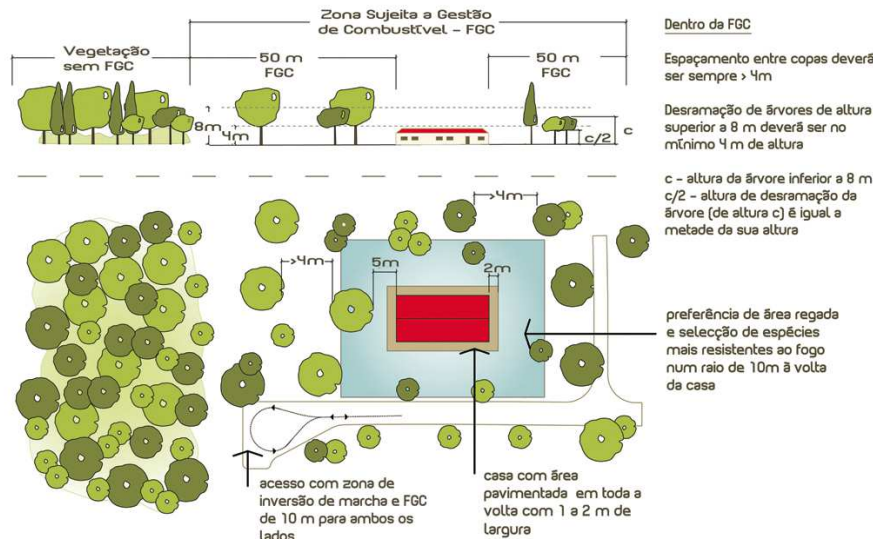 Zona Sujeita a Gestão
de Combustível - FGC
Vegetação
sem FGC
50 m
FGC
50 m
FGC
8m
4m
c/2
c
Dentro da FGC
Espaçamento entre copas deverá
ser sempre > 4m
Desramação de árvores de altura
superior a 8 m deverá ser no
mínimo 4 m de altura
c - altura da árvore inferior a 8 m
c/2 - altura de desramação da
árvore (de altura c) é igual a
metade da sua altura
>4m
>4m
5m
2m
preferência de área regada
e selecção de espécies
mais resistentes ao fogo
num raio de 10m à volta
da casa
acesso com zona de
inversão de marcha e FGC
de 10 m para ambos os
lados
casa com área
pavimentada em toda a
volta com 1 a 2 m de
largura